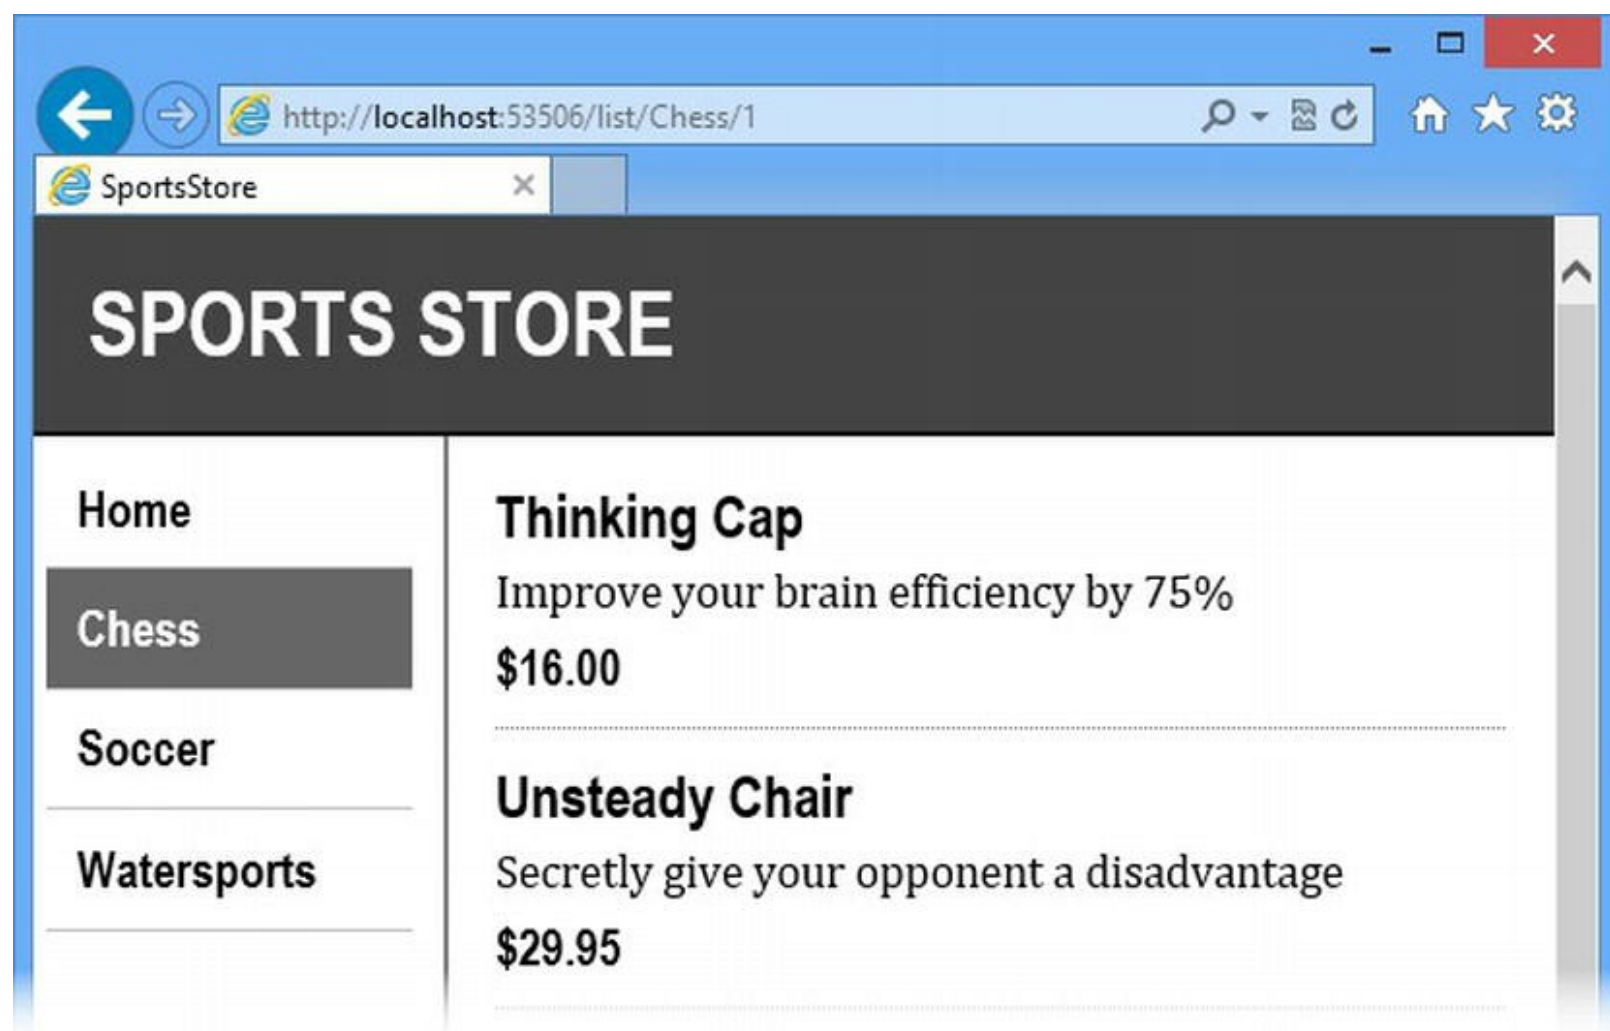 http://localhost:53506/list/Chess/1
SportsStore
SPORTS STORE
Home
Chess
Soccer
Watersports
Thinking Cap
Improve your brain efficiency by 75%
$16.00
Unsteady Chair
Secretly give your opponent a disadvantage
$29.95